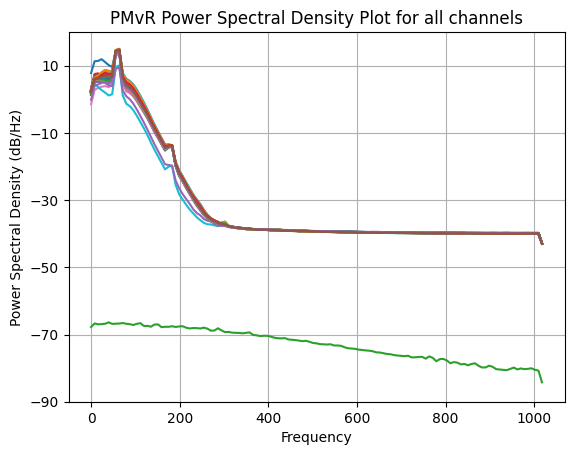 PMvR Power Spectral Density Plot for all channels
Power Spectral Density (dB/Hz)
10
−10
−30
−50
−70
−90
0 200 400 600 800 1000
Frequency